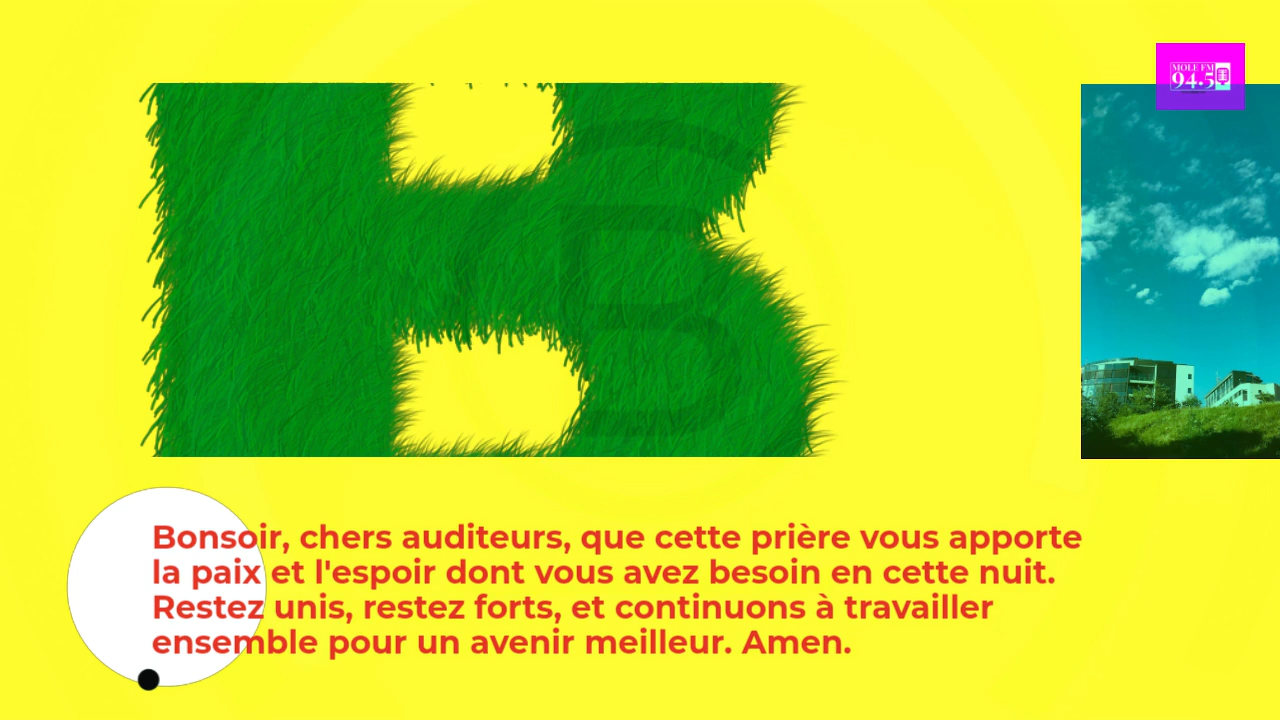 MOLE FM
94.5
B
Bonsoir, chers auditeurs, que cette prière vous apporte
la paix et l'espoir dont vous avez besoin en cette nuit.
Restez unis, restez forts, et continuons à travailler
ensemble pour un avenir meilleur. Amen.